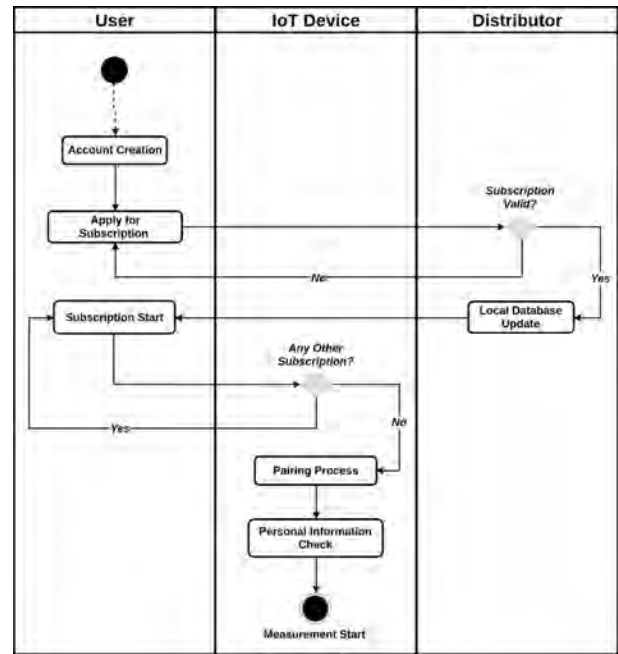 User
IoT Device
Distributor
Account Creation
Apply for
Subscription
Subscription
Valid?
No
Yes
Subscription Start
Local Database
Update
Any Other
Subscription?
Yes
No
Pairing Process
Personal Information
Check
Measurement Start